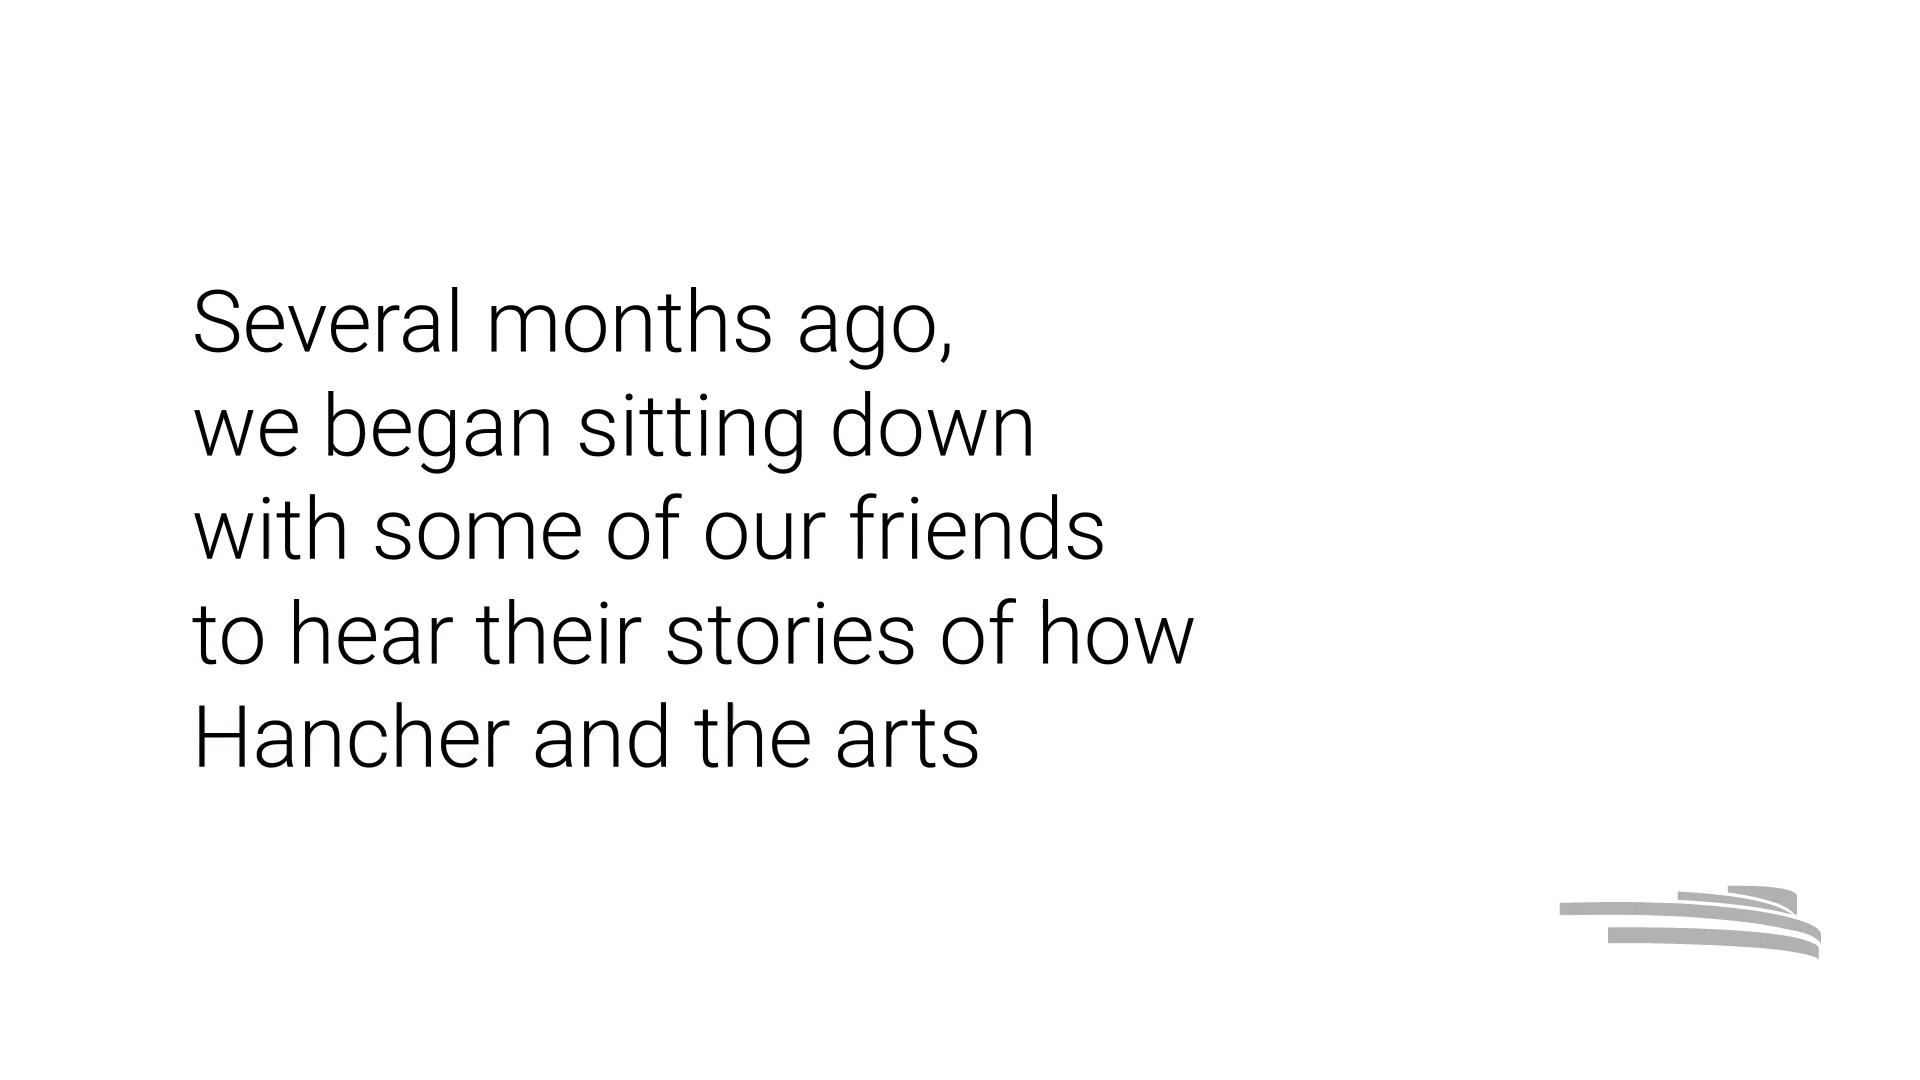 Several months ago,
we began sitting down
with some of our friends
to hear their stories of how
Hancher and the arts